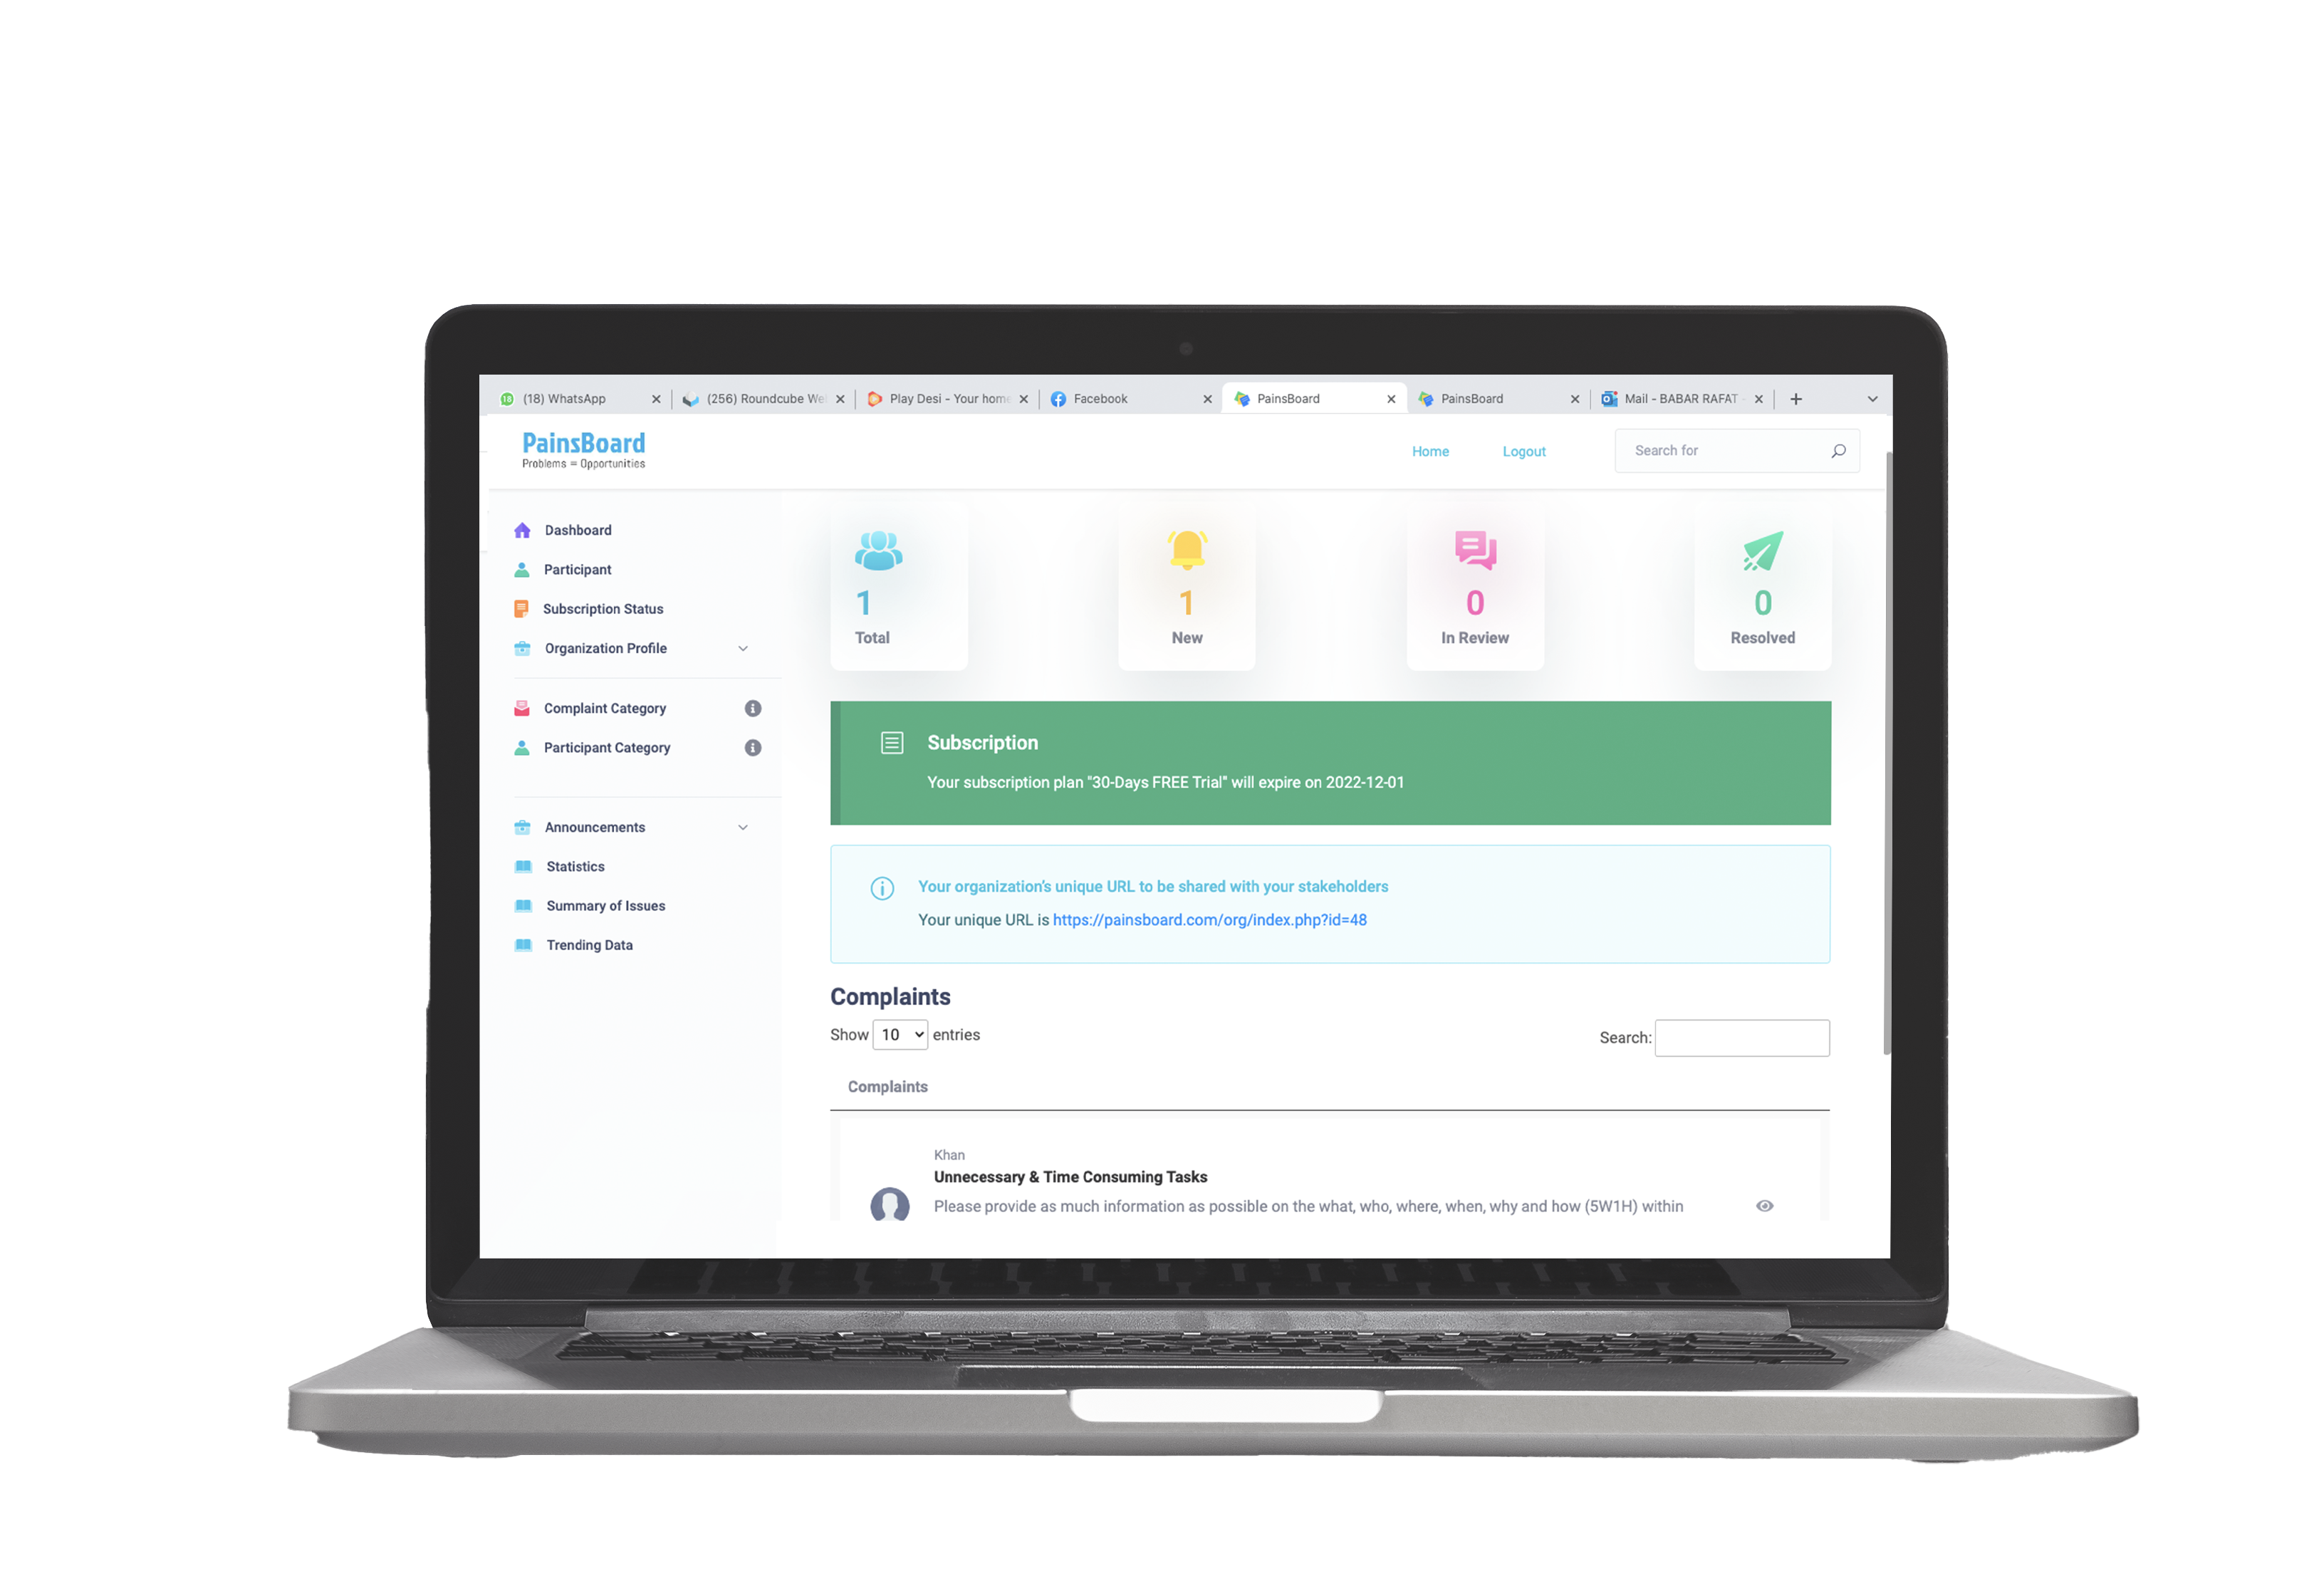 18 (18) WhatsApp
(256) Roundcube We
Play Desi - Your home
Facebook
PainsBoard
PainsBoard
Mail - BABAR RAFAT -
PainsBoard
Problems = Opportunities
Home
Logout
Search for
Dashboard
Participant
Subscription Status
Organization Profile
Complaint Category
Participant Category
Announcements
Statistics
Summary of Issues
Trending Data
1
Total
1
New
0
In Review
0
Resolved
Subscription
Your subscription plan "30-Days FREE Trial" will expire on 2022-12-01
Your organization's unique URL to be shared with your stakeholders
Your unique URL is https://painsboard.com/org/index.php?id=48
Complaints
Show 10 entries
Search:
Complaints
Khan
Unnecessary & Time Consuming Tasks
Please provide as much information as possible on the what, who, where, when, why and how (5W1H) within